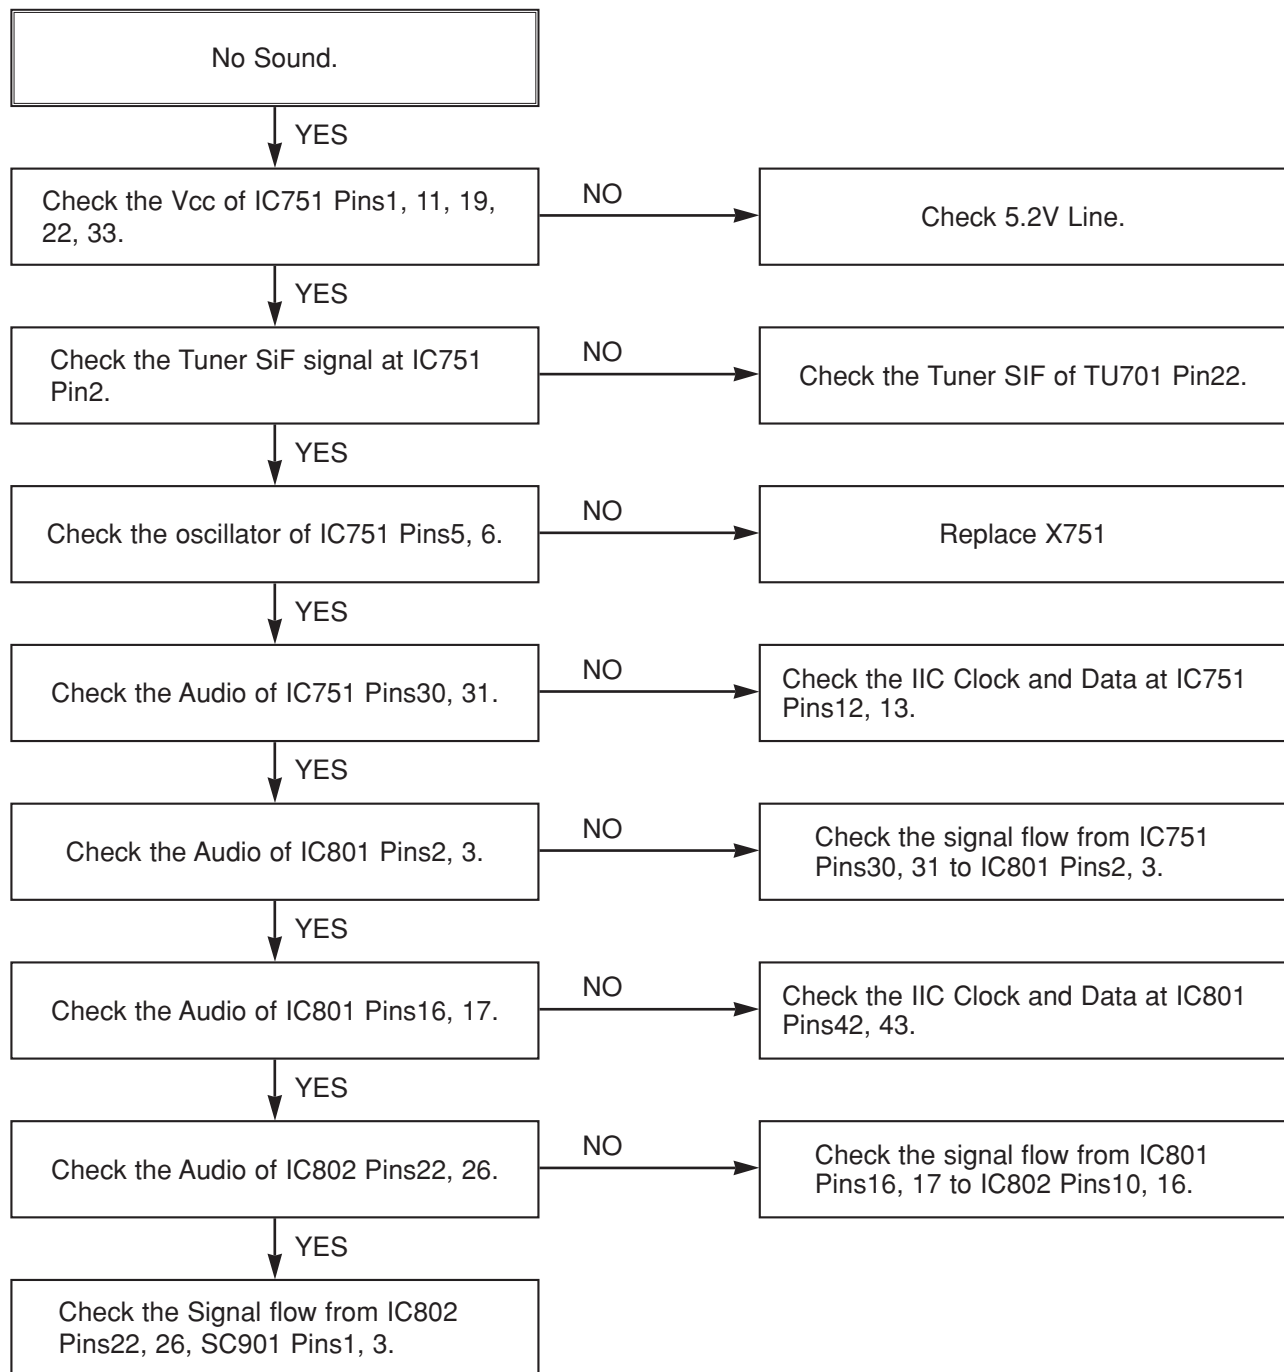 No Sound.
YES
Check the Vcc of IC751 Pins1, 11, 19,
22, 33.
NO
Check 5.2V Line.
YES
Check the Tuner SiF signal at IC751
Pin2.
NO
Check the Tuner SIF of TU701 Pin22.
YES
Check the oscillator of IC751 Pins5, 6.
NO
Replace X751
YES
Check the Audio of IC751 Pins30, 31.
NO
Check the IIC Clock and Data at IC751
Pins12, 13.
YES
Check the Audio of IC801 Pins2, 3.
NO
Check the signal flow from IC751
Pins30, 31 to IC801 Pins2, 3.
YES
Check the Audio of IC801 Pins16, 17.
NO
Check the IIC Clock and Data at IC801
Pins42, 43.
YES
Check the Audio of IC802 Pins22, 26.
NO
Check the signal flow from IC801
Pins16, 17 to IC802 Pins10, 16.
YES
Check the Signal flow from IC802
Pins22, 26, SC901 Pins1, 3.